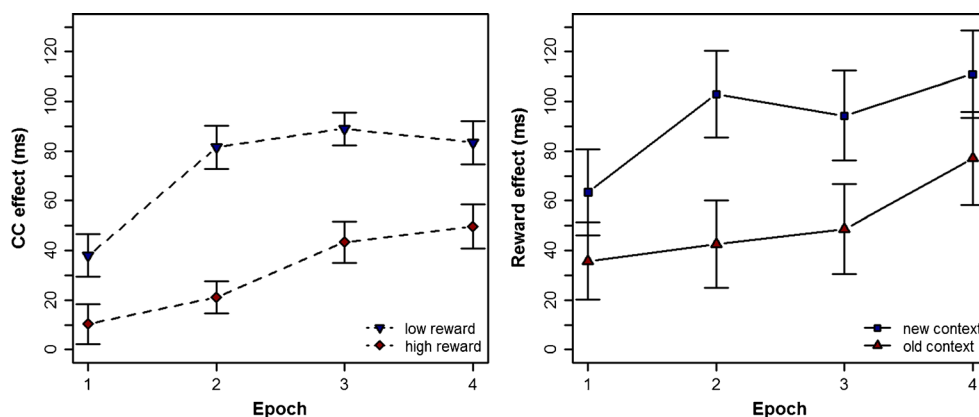 CC effect (ms)
120
100
80
60
40
20
0
1 2 3 4
Epoch
low reward
high reward
Reward effect (ms)
120
100
80
60
40
20
0
1 2 3 4
Epoch
new context
old context